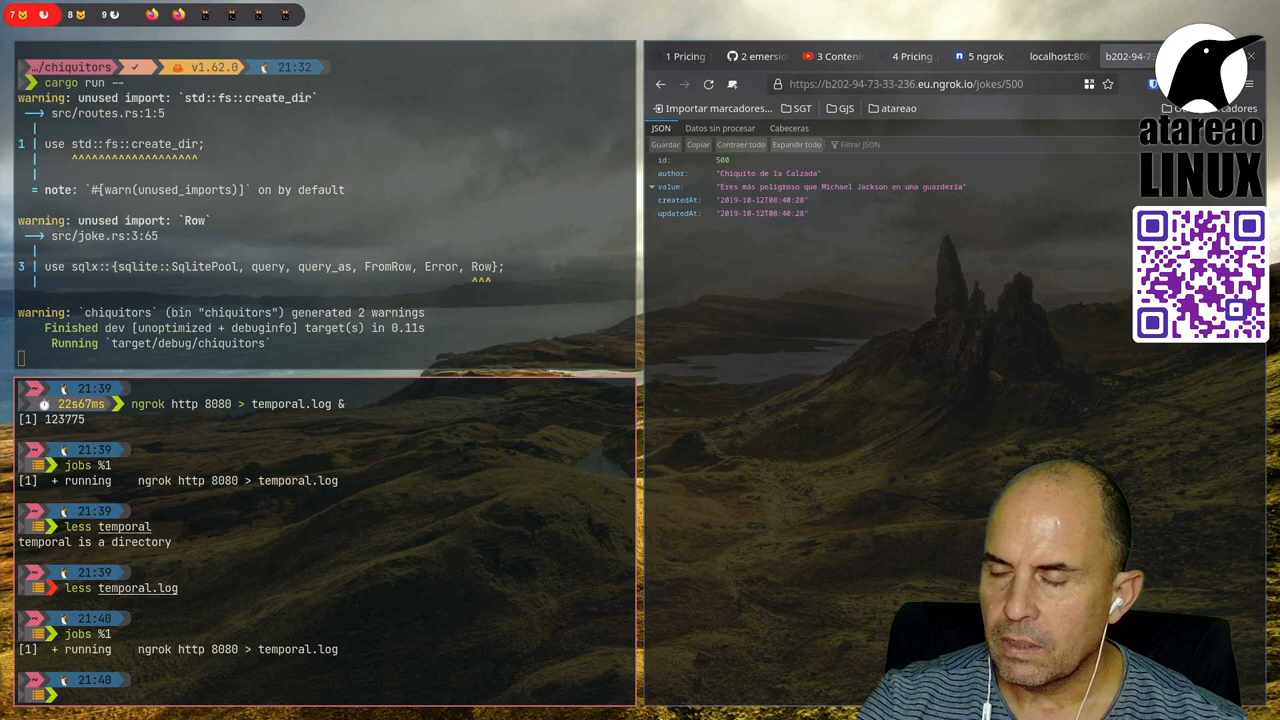 7
8
9
…/chiquitors ✓ v1.62.0 21:32
cargo run --
warning: unused import: `std::fs::create_dir`
--> src/routes.rs:1:5
|
1 | use std::fs::create_dir;
| ^^^^^^^^^^^^^^^^^^^
|
= note: `#[warn(unused_imports)]` on by default
warning: unused import: `Row`
--> src/joke.rs:3:65
|
3 | use sqlx::{sqlite::SqlitePool, query, query_as, FromRow, Error, Row};
| ^^^
warning: `chiquitors` (bin "chiquitors") generated 2 warnings
Finished dev [unoptimized + debuginfo] target(s) in 0.11s
Running `target/debug/chiquitors`
~ 21:39
22s67ms ngrok http 8080 > temporal.log &
[1] 123775
~ 21:39
jobs %1
[1] + running ngrok http 8080 > temporal.log
~ 21:39
less temporal
temporal is a directory
~ 21:39
less temporal.log
~ 21:40
jobs %1
[1] + running ngrok http 8080 > temporal.log
~ 21:40
1 Pricing 2 emersio 3 Conteni 4 Pricing 5 ngrok localhost:808 b202-94-73-
https://b202-94-73-33-236.eu.ngrok.io/jokes/500
Importar marcadores... SGT GJS atareao
JSON Datos sin procesar Cabeceras
Guardar Copiar Contraer todo Expandir todo Filtrar JSON
id: 500
author: "Chiquito de la Calzada"
value: "Eres más peligroso que Michael Jackson en una guardería"
createdAt: "2019-10-12T08:40:28"
updatedAt: "2019-10-12T08:40:28"
atareao
LINUX